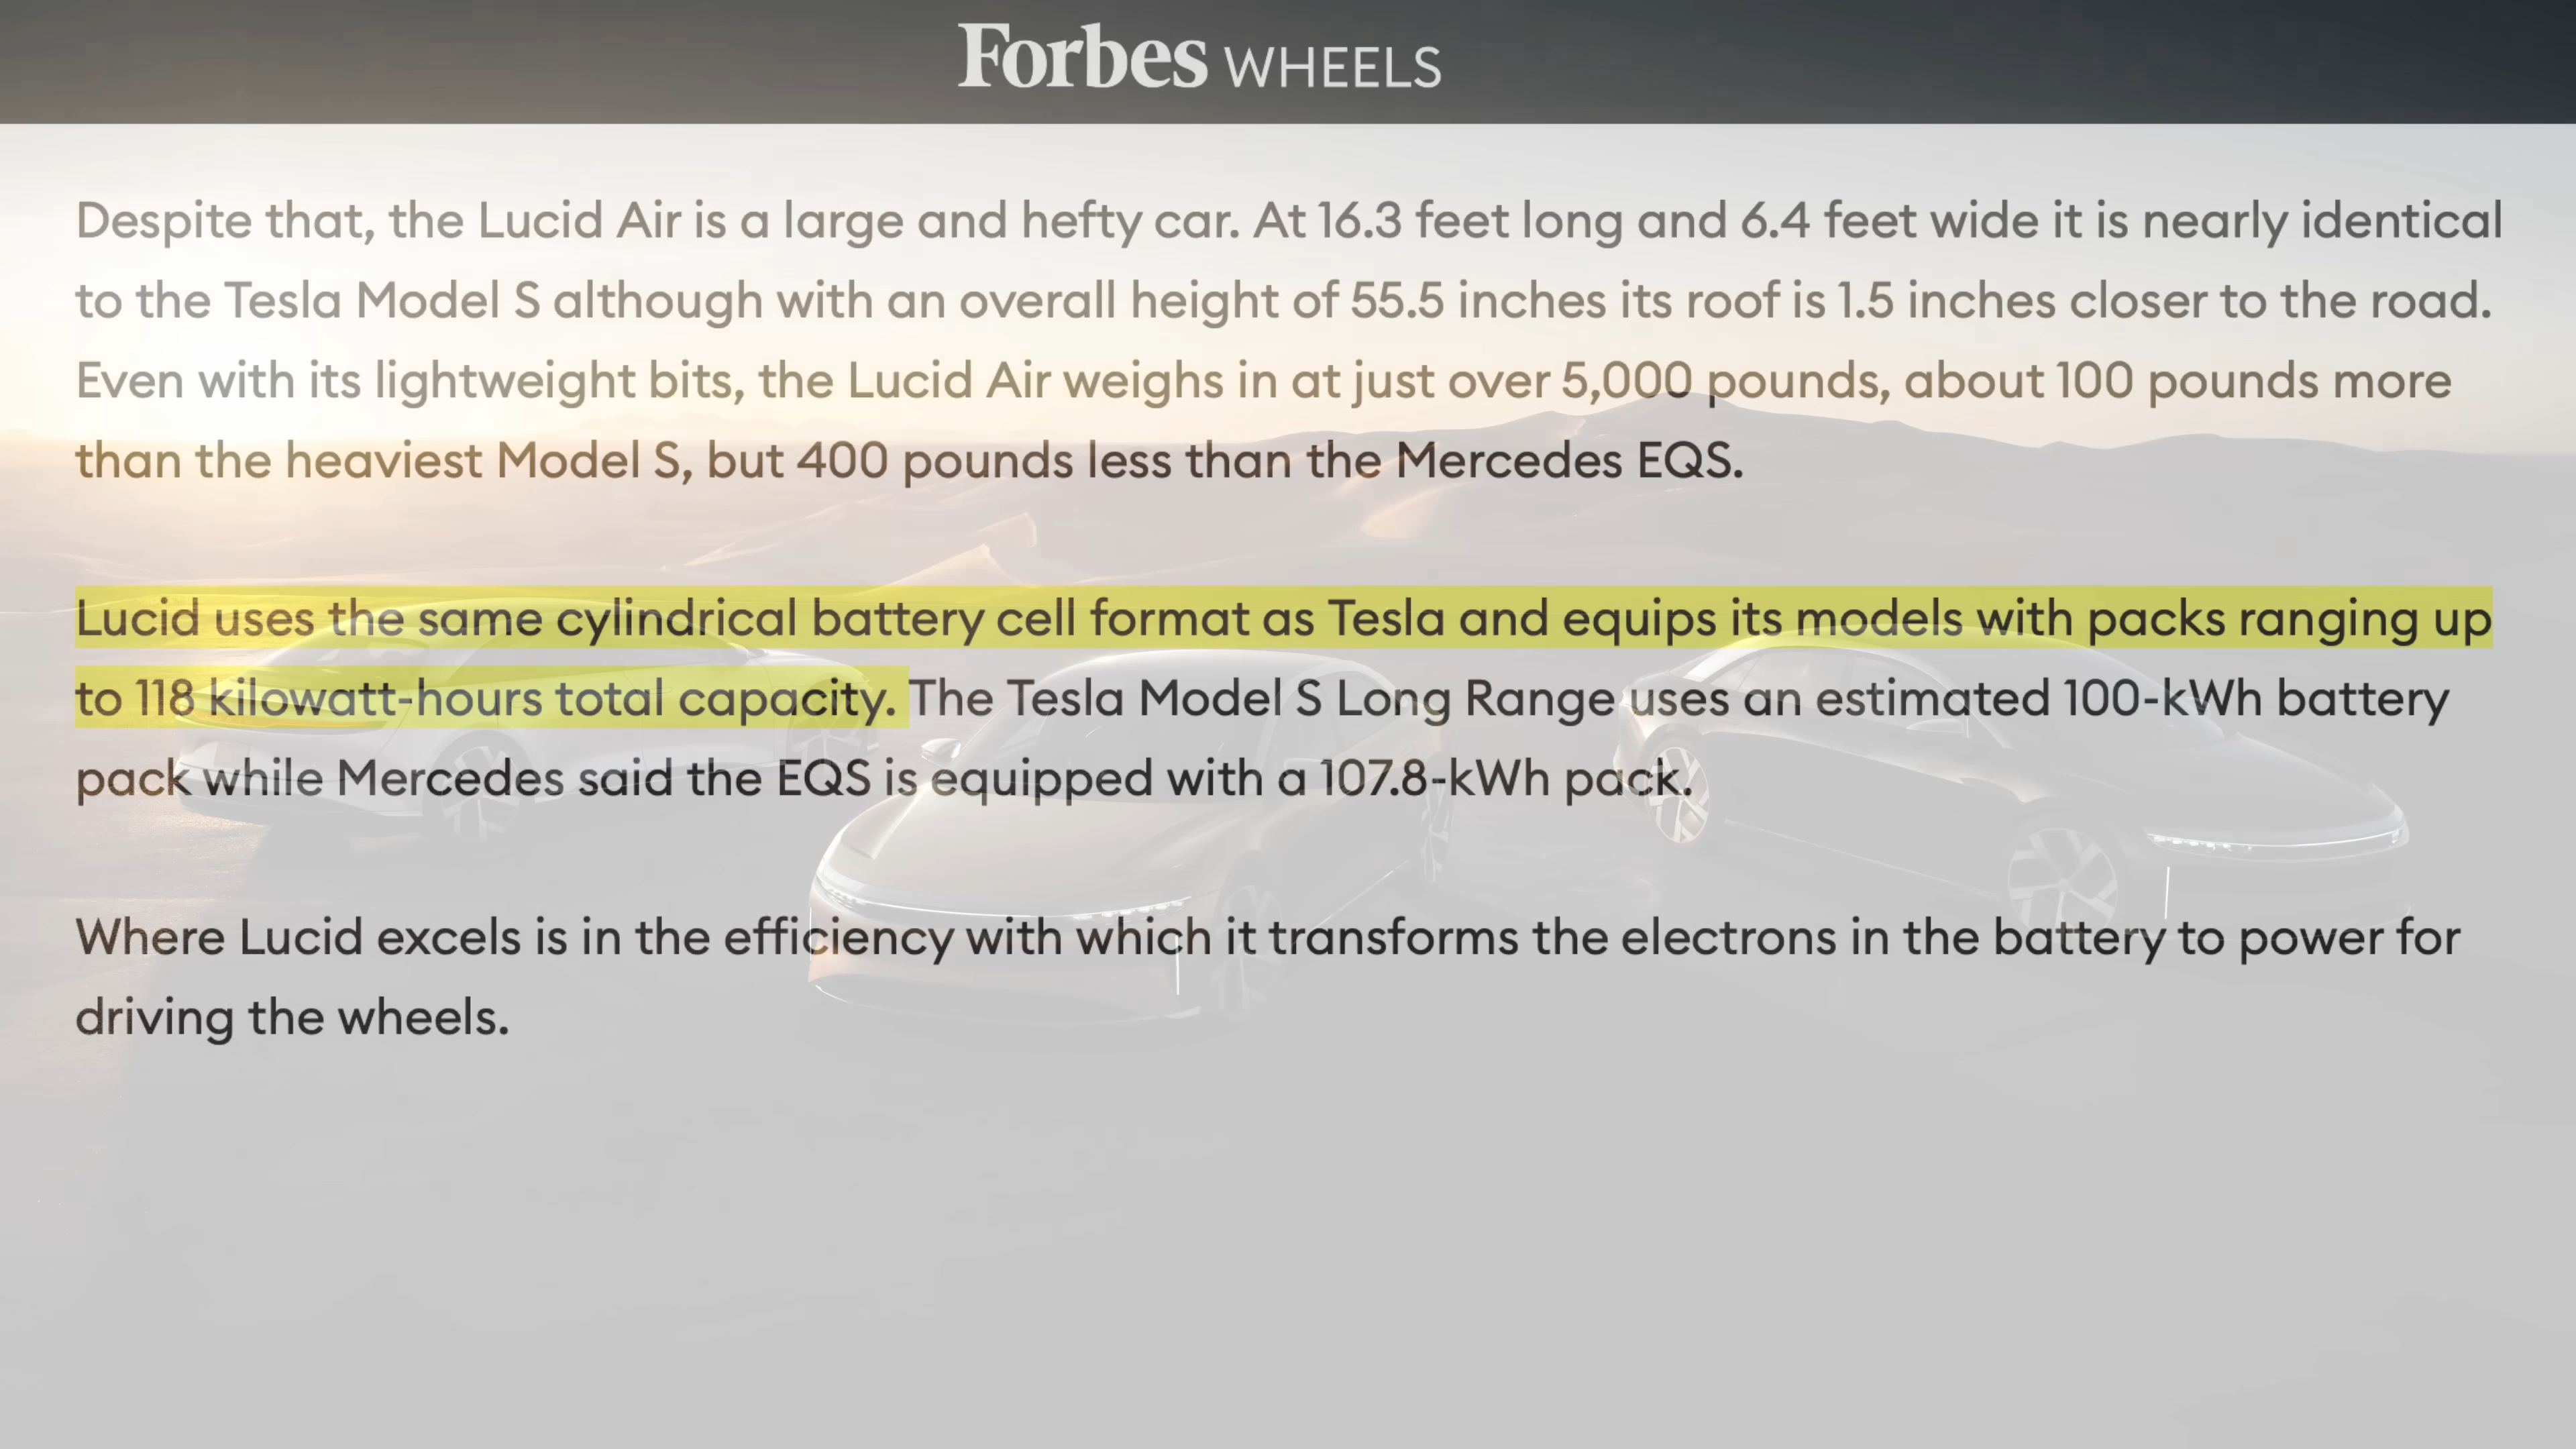 Forbes WHEELS
Despite that, the Lucid Air is a large and hefty car. At 16.3 feet long and 6.4 feet wide it is nearly identical
to the Tesla Model S although with an overall height of 55.5 inches its roof is 1.5 inches closer to the road.
Even with its lightweight bits, the Lucid Air weighs in at just over 5,000 pounds, about 100 pounds more
than the heaviest Model S, but 400 pounds less than the Mercedes EQS.
Lucid uses the same cylindrical battery cell format as Tesla and equips its models with packs ranging up
to 118 kilowatt-hours total capacity. The Tesla Model S Long Range uses an estimated 100-kWh battery
pack while Mercedes said the EQS is equipped with a 107.8-kWh pack.
Where Lucid excels is in the efficiency with which it transforms the electrons in the battery to power for
driving the wheels.